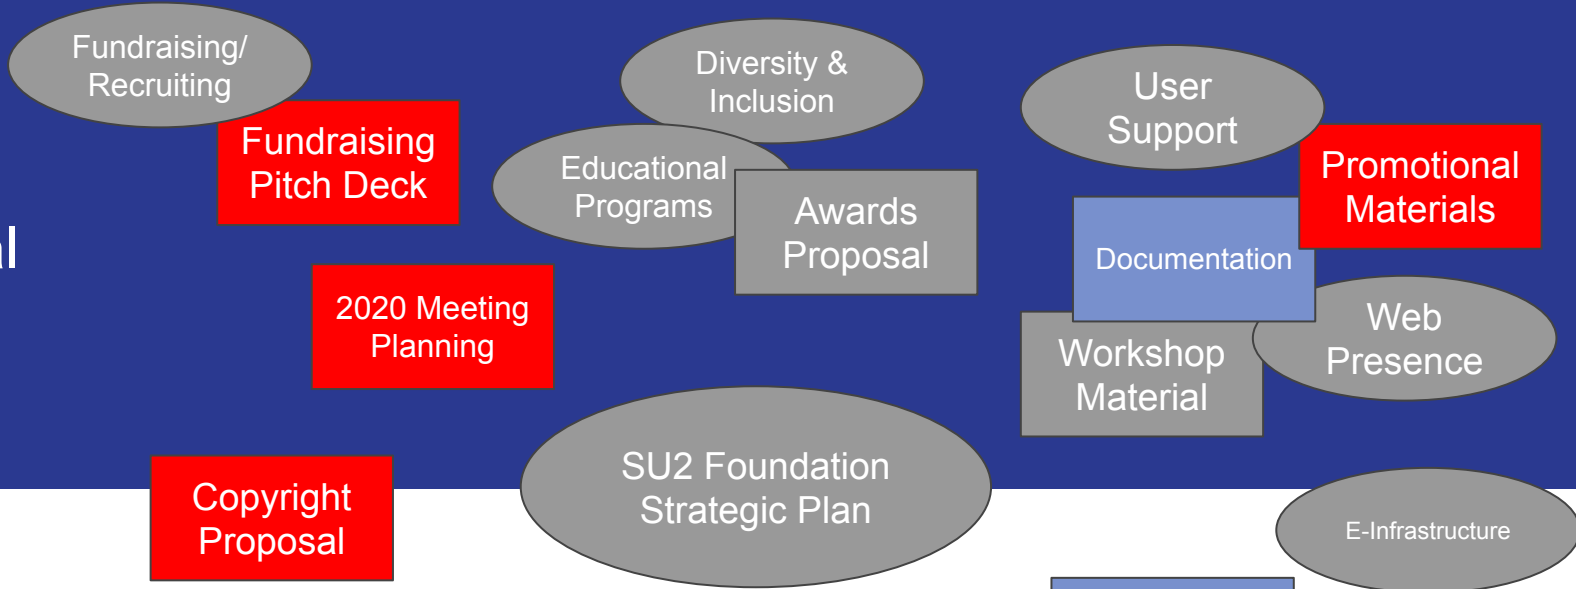 Fundraising/
Recruiting
Fundraising
Pitch Deck
Diversity &
Inclusion
Educational
Programs
Awards
Proposal
User
Support
Promotional
Materials
Documentation
2020 Meeting
Planning
Workshop
Material
Web
Presence
SU2 Foundation
Strategic Plan
Copyright
Proposal
E-Infrastructure